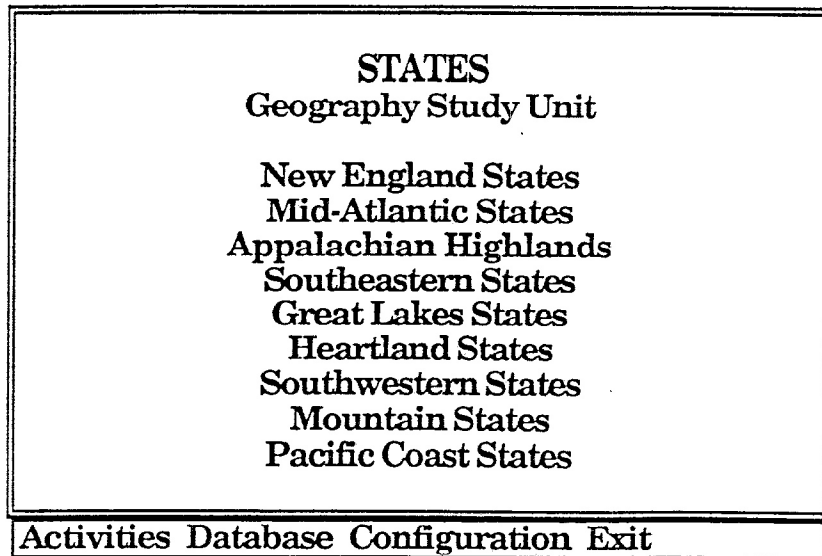 STATES
Geography Study Unit
New England States
Mid-Atlantic States
Appalachian Highlands
Southeastern States
Great Lakes States
Heartland States
Southwestern States
Mountain States
Pacific Coast States
Activities Database Configuration Exit